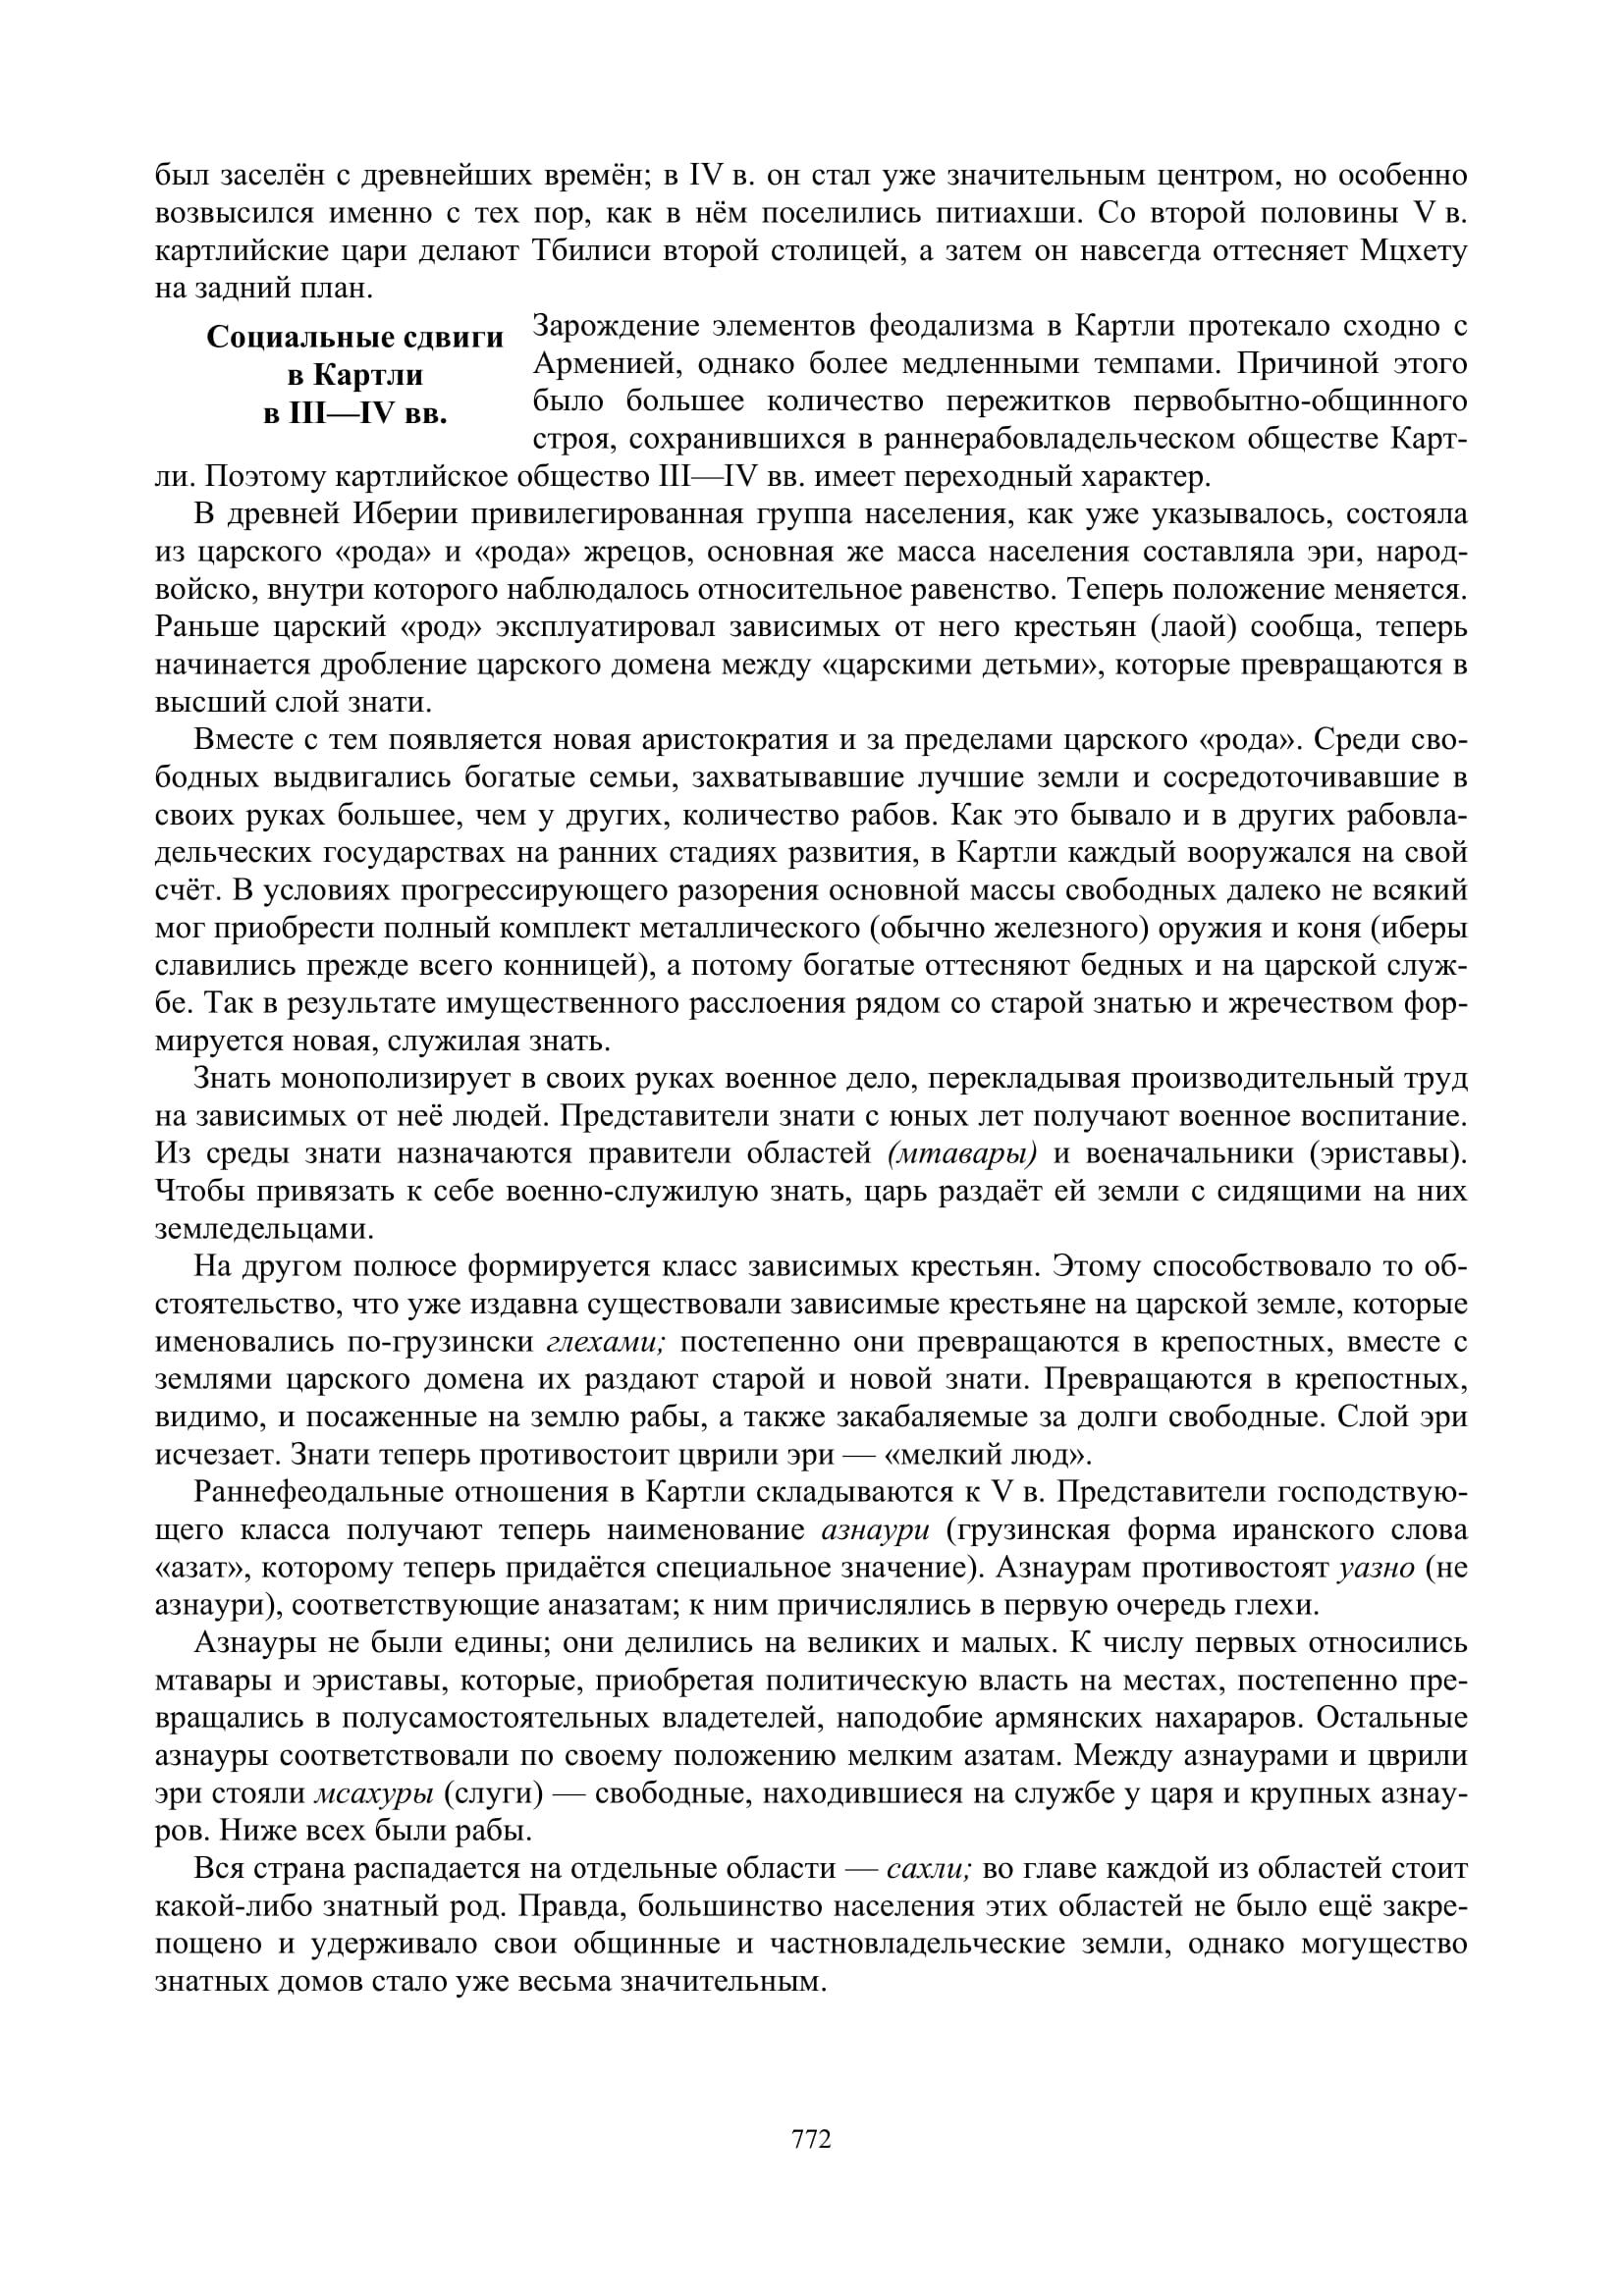 был заселён с древнейших времён; в IV в. он стал уже значительным центром, но особенно
возвысился именно с тех пор, как в нём поселились питиахши. Со второй половины V в.
картлийские цари делают Тбилиси второй столицей, а затем он навсегда оттесняет Мцхету
на задний план.
Социальные сдвиги
в Картли
в III—IV вв.
Зарождение элементов феодализма в Картли протекало сходно с
Арменией, однако более медленными темпами. Причиной этого
было большее количество пережитков первобытно-общинного
строя, сохранившихся в раннерабовладельческом обществе Карт-
ли. Поэтому картлийское общество III—IV вв. имеет переходный характер.
В древней Иберии привилегированная группа населения, как уже указывалось, состояла
из царского «рода» и «рода» жрецов, основная же масса населения составляла эри, народ-
войско, внутри которого наблюдалось относительное равенство. Теперь положение меняется.
Раньше царский «род» эксплуатировал зависимых от него крестьян (лаой) сообща, теперь
начинается дробление царского домена между «царскими детьми», которые превращаются в
высший слой знати.
Вместе с тем появляется новая аристократия и за пределами царского «рода». Среди сво-
бодных выдвигались богатые семьи, захватывавшие лучшие земли и сосредоточивавшие в
своих руках большее, чем у других, количество рабов. Как это бывало и в других рабовла-
дельческих государствах на ранних стадиях развития, в Картли каждый вооружался на свой
счёт. В условиях прогрессирующего разорения основной массы свободных далеко не всякий
мог приобрести полный комплект металлического (обычно железного) оружия и коня (иберы
славились прежде всего конницей), а потому богатые оттесняют бедных и на царской служ-
бе. Так в результате имущественного расслоения рядом со старой знатью и жречеством фор-
мируется новая, служилая знать.
Знать монополизирует в своих руках военное дело, перекладывая производительный труд
на зависимых от неё людей. Представители знати с юных лет получают военное воспитание.
Из среды знати назначаются правители областей (мтавары) и военачальники (эриставы).
Чтобы привязать к себе военно-служилую знать, царь раздаёт ей земли с сидящими на них
земледельцами.
На другом полюсе формируется класс зависимых крестьян. Этому способствовало то об-
стоятельство, что уже издавна существовали зависимые крестьяне на царской земле, которые
именовались по-грузински глехами; постепенно они превращаются в крепостных, вместе с
землями царского домена их раздают старой и новой знати. Превращаются в крепостных,
видимо, и посаженные на землю рабы, а также закабаляемые за долги свободные. Слой эри
исчезает. Знати теперь противостоит цврили эри — «мелкий люд».
Раннефеодальные отношения в Картли складываются к V в. Представители господствую-
щего класса получают теперь наименование азнаури (грузинская форма иранского слова
«азат», которому теперь придаётся специальное значение). Азнаурам противостоят уазно (не
азнаури), соответствующие аназатам; к ним причислялись в первую очередь глехи.
Азнауры не были едины; они делились на великих и малых. К числу первых относились
мтавары и эриставы, которые, приобретая политическую власть на местах, постепенно пре-
вращались в полусамостоятельных владетелей, наподобие армянских нахараров. Остальные
азнауры соответствовали по своему положению мелким азатам. Между азнаурами и цврили
эри стояли мсахуры (слуги) — свободные, находившиеся на службе у царя и крупных азнау-
ров. Ниже всех были рабы.
Вся страна распадается на отдельные области — сахли; во главе каждой из областей стоит
какой-либо знатный род. Правда, большинство населения этих областей не было ещё закре-
пощено и удерживало свои общинные и частновладельческие земли, однако могущество
знатных домов стало уже весьма значительным.
772